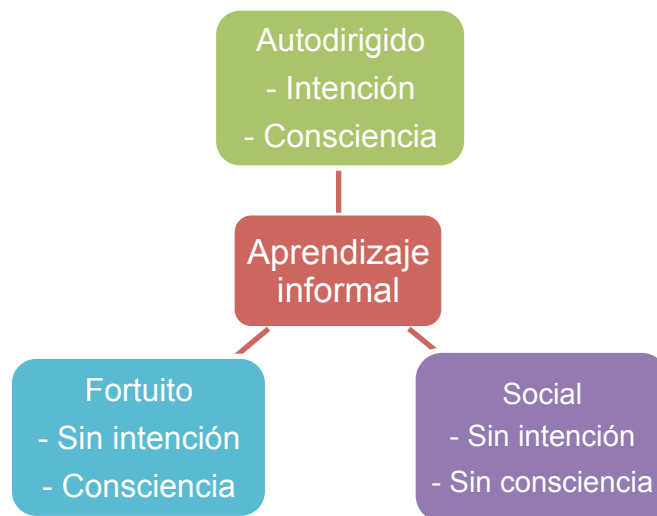 Autodirigido
- Intención
- Consciencia
Aprendizaje
informal
Fortuito
- Sin intención
- Consciencia
Social
- Sin intención
- Sin consciencia